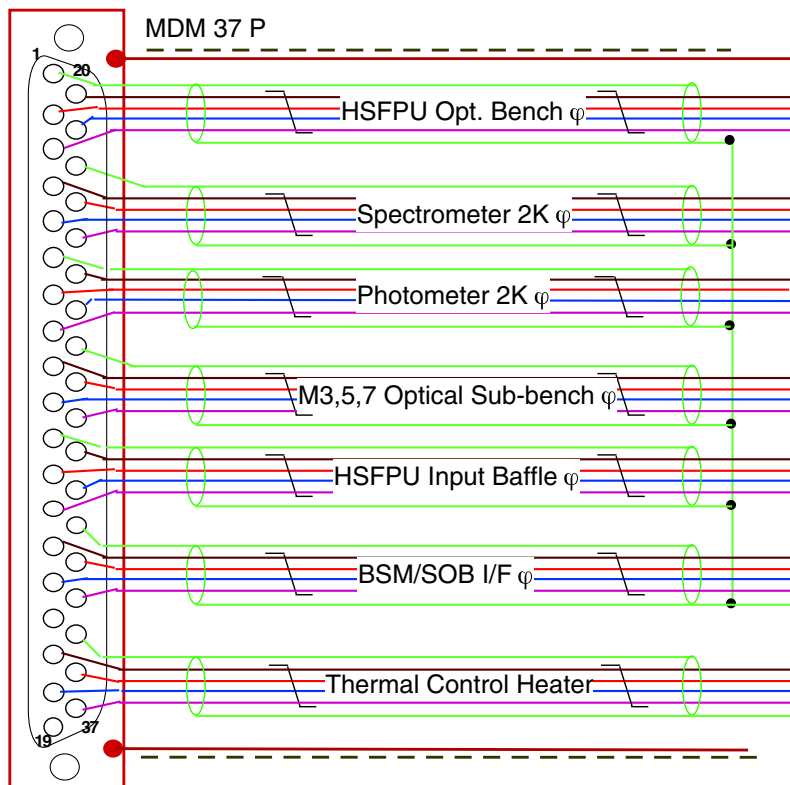 MDM 37 P
1
20
HSFPU Opt. Bench φ
Spectrometer 2K φ
Photometer 2K φ
M3,5,7 Optical Sub-bench φ
HSFPU Input Baffle φ
BSM/SOB I/F φ
Thermal Control Heater
37
19